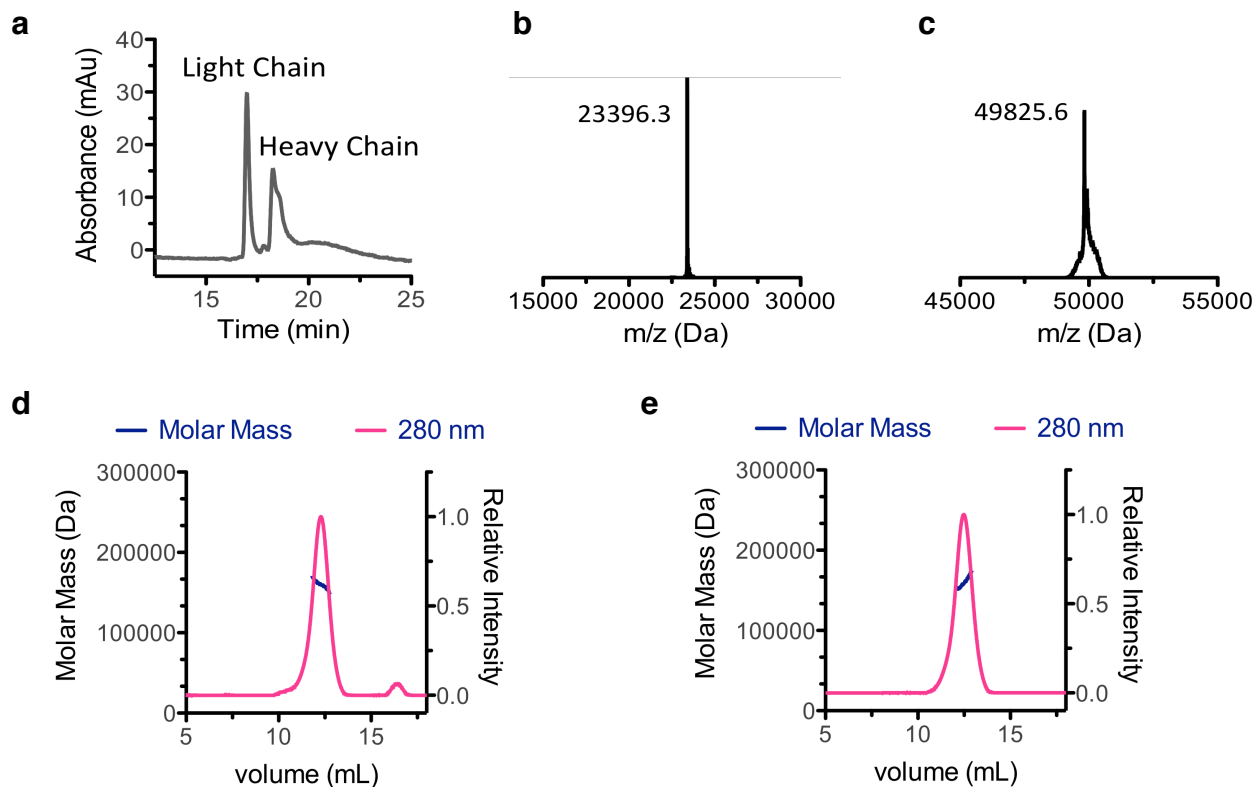 a
40
30
20
10
0
Absorbance (mAu)
Light Chain
Heavy Chain
15 20 25
Time (min)
b
23396.3
15000 20000 25000 30000
m/z (Da)
c
49825.6
45000 50000 55000
m/z (Da)
d
Molar Mass 280 nm
300000
200000
100000
0
Molar Mass (Da)
1.0
0.5
0.0
Relative Intensity
5 10 15
volume (mL)
e
Molar Mass 280 nm
300000
200000
100000
0
Molar Mass (Da)
1.0
0.5
0.0
Relative Intensity
5 10 15
volume (mL)